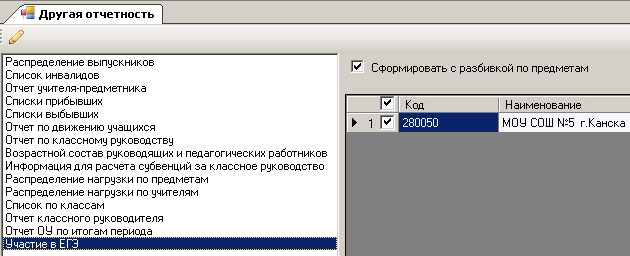 Другая отчетность
Распределение выпускников
Список инвалидов
Отчет учителя-предметника
Списки прибывших
Списки выбывших
Отчет по движению учащихся
Отчет по классному руководству
Возрастной состав руководящих и педагогических работников
Информация для расчета субвенций за классное руководство
Распределение нагрузки по предметам
Распределение нагрузки по учителям
Список по классам
Отчет классного руководителя
Отчет ОУ по итогам периода
Участие в ЕГЭ
Сформировать с разбивкой по предметам
Код Наименование
1 280050 МОУ СОШ №5 г.Канска